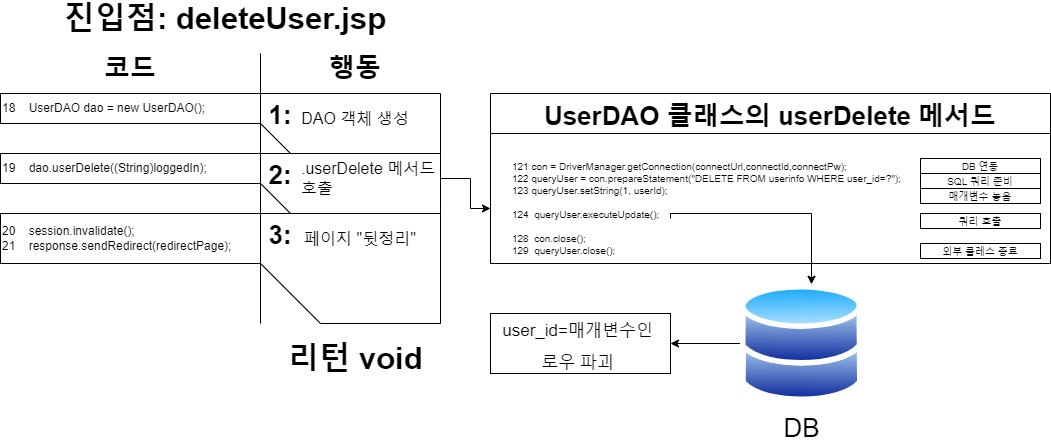 진입점: deleteUser.jsp
코드
행동
18 UserDAO dao = new UserDAO();
1: DAO 객체 생성
19 dao.userDelete((String)loggedIn);
2: .userDelete 메서드
호출
20 session.invalidate();
21 response.sendRedirect(redirectPage);
3: 페이지 "뒷정리"
리턴 void
UserDAO 클래스의 userDelete 메서드
121 con = DriverManager.getConnection(connectUrl,connectId,connectPw);
DB 연동
122 queryUser = con.prepareStatement("DELETE FROM userinfo WHERE user_id=?");
SQL 쿼리 준비
123 queryUser.setString(1, userId);
매개변수 놓음
124 queryUser.executeUpdate();
쿼리 호출
128 con.close();
129 queryUser.close();
외부 클레스 종료
user_id=매개변수인
로우 파괴
DB